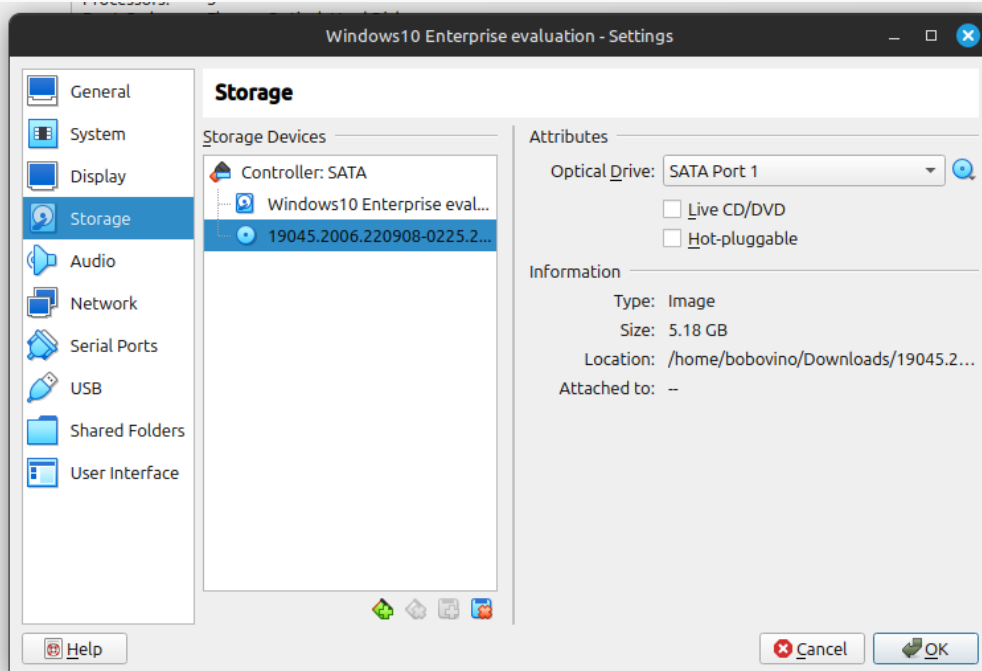 Windows10 Enterprise evaluation - Settings
General
System
Display
Storage
Audio
Network
Serial Ports
USB
Shared Folders
User Interface
Storage
Storage Devices
Controller: SATA
Windows10 Enterprise eval...
19045.2006.220908-0225.2...
Attributes
Optical Drive: SATA Port 1
Live CD/DVD
Hot-pluggable
Information
Type: Image
Size: 5.18 GB
Location: /home/bobovino/Downloads/19045.2...
Attached to: --
Help
Cancel
OK